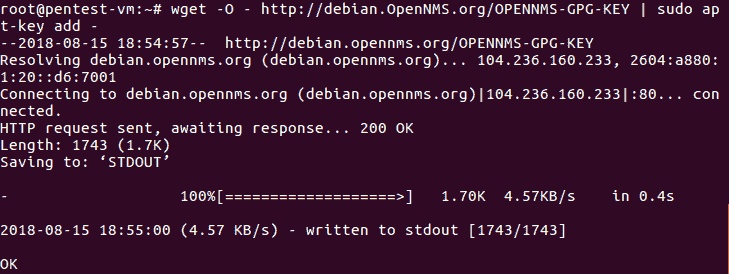 root@pentest-vm:~# wget -O - http://debian.OpenNMS.org/OPENNMS-GPG-KEY | sudo ap
t-key add -
--2018-08-15 18:54:57--  http://debian.opennms.org/OPENNMS-GPG-KEY
Resolving debian.opennms.org (debian.opennms.org)... 104.236.160.233, 2604:a880:
1:20::d6:7001
Connecting to debian.opennms.org (debian.opennms.org)|104.236.160.233|:80... con
nected.
HTTP request sent, awaiting response... 200 OK
Length: 1743 (1.7K)
Saving to: ‘STDOUT’
-                   100%[===================>]   1.70K  4.57KB/s    in 0.4s
2018-08-15 18:55:00 (4.57 KB/s) - written to stdout [1743/1743]
OK